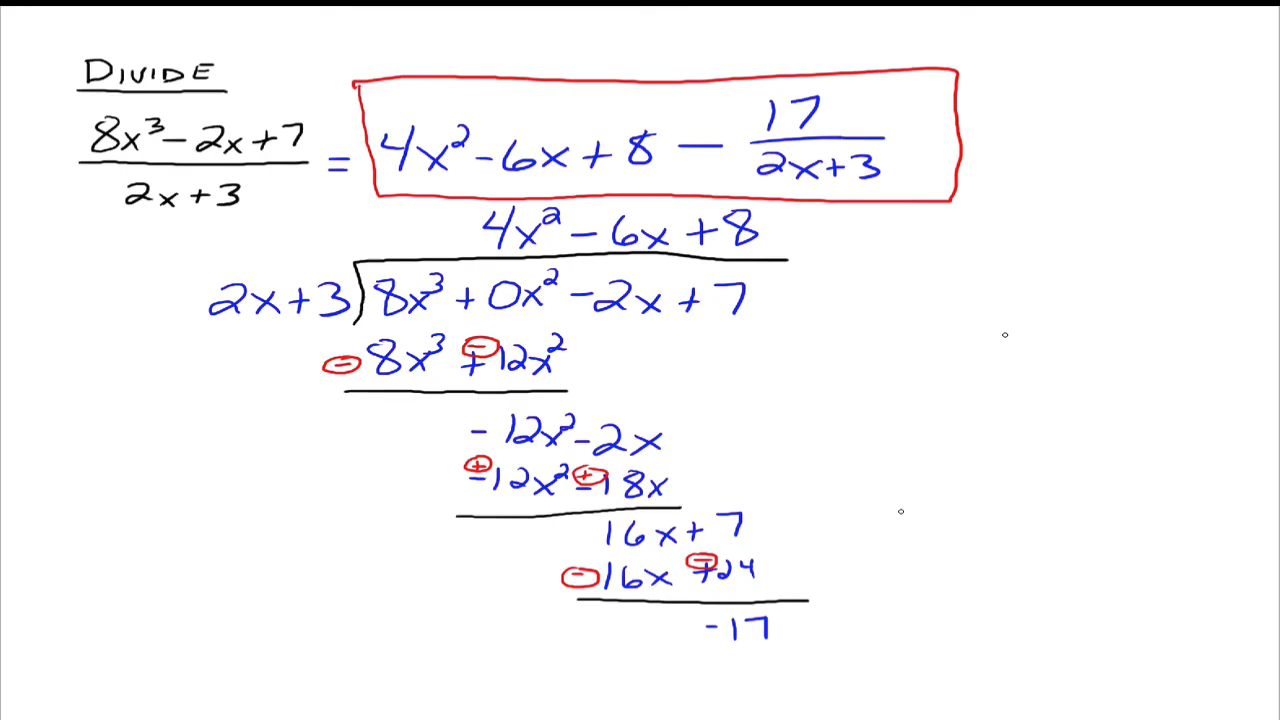 DIVIDE
8x³ - 2x + 7
2x + 3
= 4x² - 6x + 8 - 17
2x + 3
4x² - 6x + 8
2x + 3 8x³ + 0x² - 2x + 7
- 8x³ + - 12x²
- 12x² - 2x
+ - 12x² + - 18x
16x + 7
- 16x - + 24
- 17